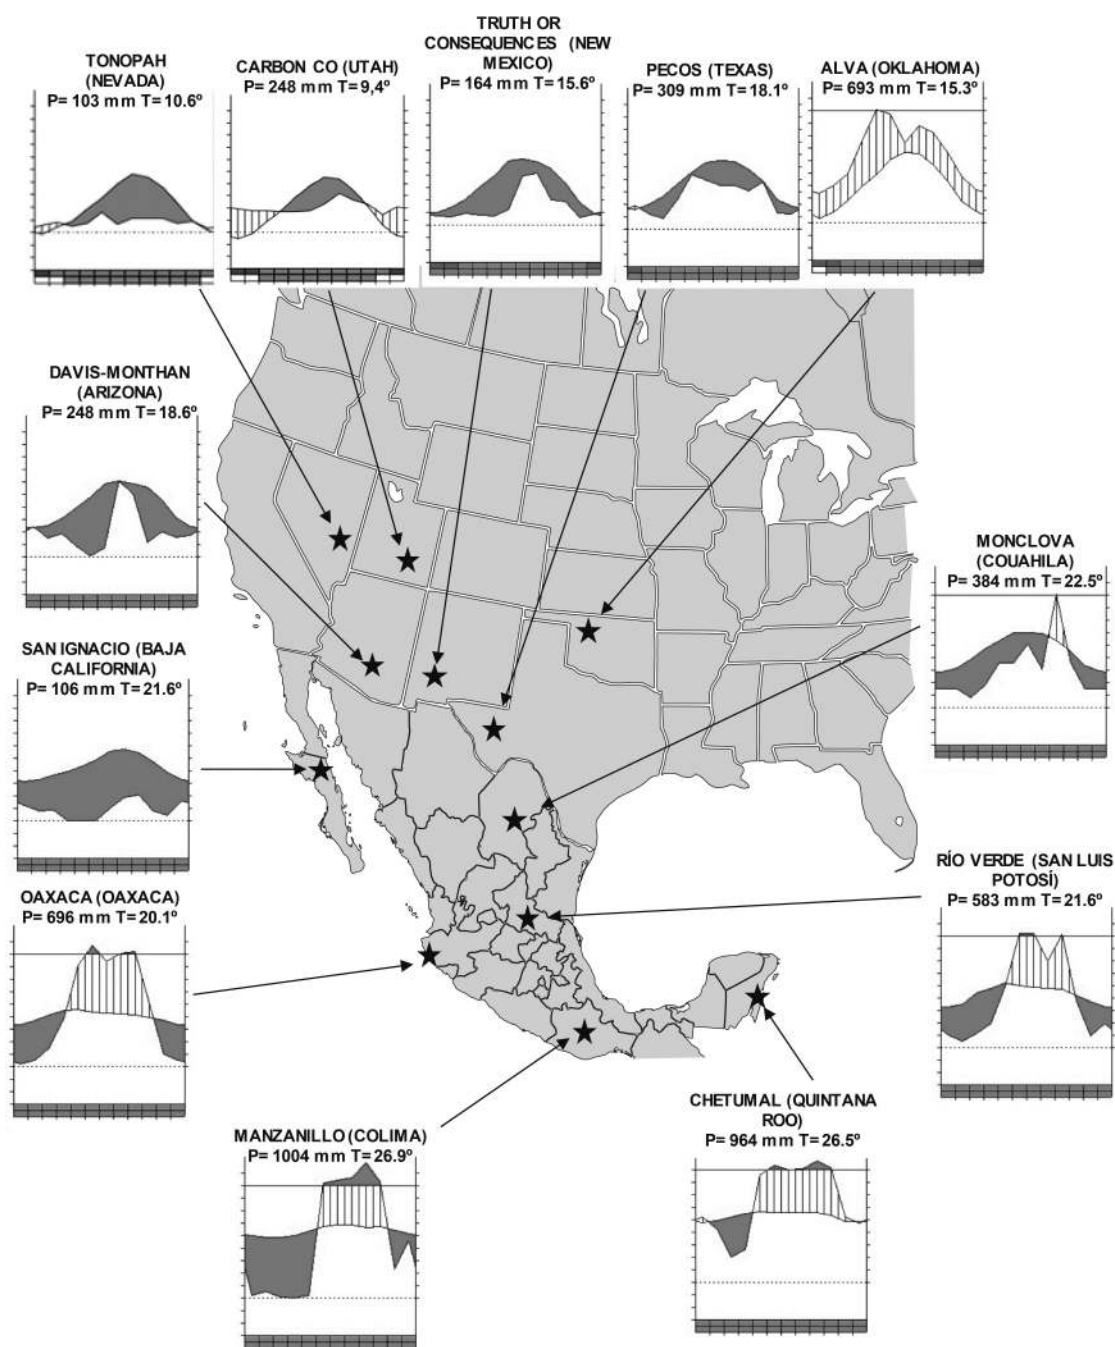 TONOPAH
(NEVADA)
P= 103 mm T= 10.6º
CARBON CO (UTAH)
P= 248 mm T= 9,4º
TRUTH OR
CONSEQUENCES (NEW
MEXICO)
P= 164 mm T= 15.6º
PECOS (TEXAS)
P= 309 mm T= 18.1º
ALVA (OKLAHOMA)
P= 693 mm T= 15.3º
DAVIS-MONTHAN
(ARIZONA)
P= 248 mm T= 18.6º
MONCLOVA
(COUAHILA)
P= 384 mm T= 22.5º
SAN IGNACIO (BAJA
CALIFORNIA)
P= 106 mm T= 21.6º
RÍO VERDE (SAN LUIS
POTOSÍ)
P= 583 mm T= 21.6º
OAXACA (OAXACA)
P= 696 mm T= 20.1º
CHETUMAL (QUINTANA
ROO)
P= 964 mm T= 26.5º
MANZANILLO (COLIMA)
P= 1004 mm T= 26.9º